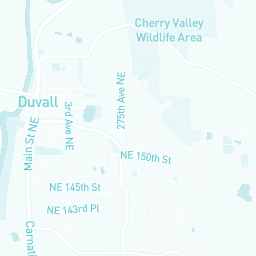 Cherry Valley
Wildlife Area
Duvall
3rd Ave NE
275th Ave NE
Main St NE
NE 150th St
NE 145th St
NE 143rd Pl
Carnati